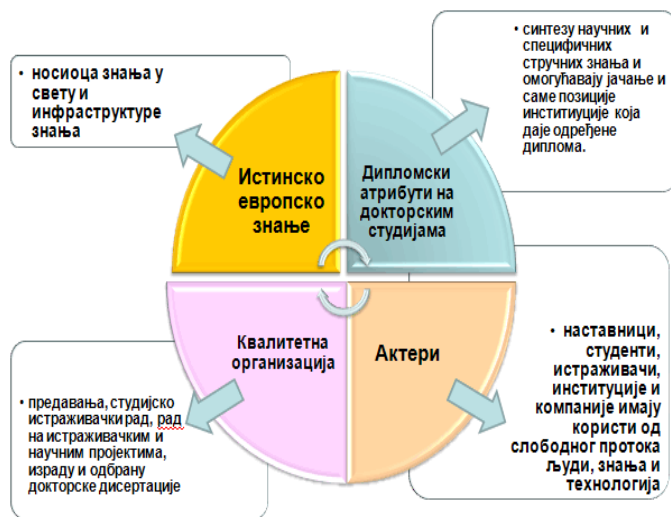 • носиоца знања у
свету и
инфраструктуре
знања
• синтезу научних и
специфичних
стручних знања и
омогућавају јачање и
саме позиције
институције која
даје одређене
диплома.
Истинско
европско
знање
Дипломски
атрибути на
докторским
студијама
Квалитетна
организација
Актери
• предавања, студијско
истраживачки рад, рад
на истраживачким и
научним пројектима,
израду и одбрану
докторске дисертације
• наставници,
студенти,
истраживачи,
институције и
компаније имају
користи од
слободног протока
људи, знања и
технологија